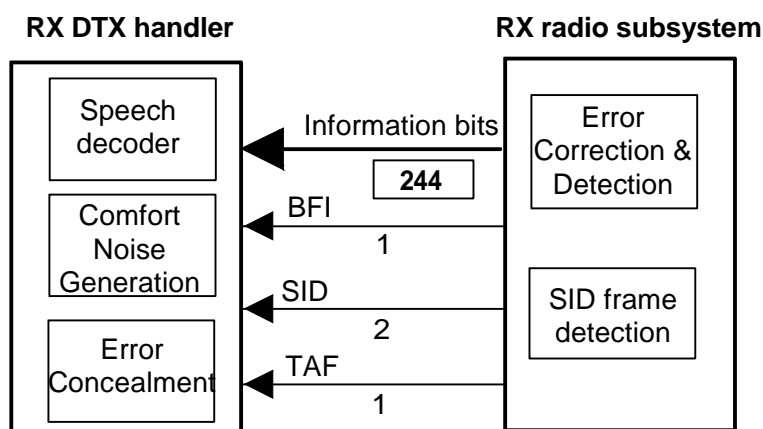 RX DTX handler
RX radio subsystem
Speech
decoder
Comfort
Noise
Generation
Error
Concealment
Information bits
244
BFI
1
SID
2
TAF
1
Error
Correction &
Detection
SID frame
detection